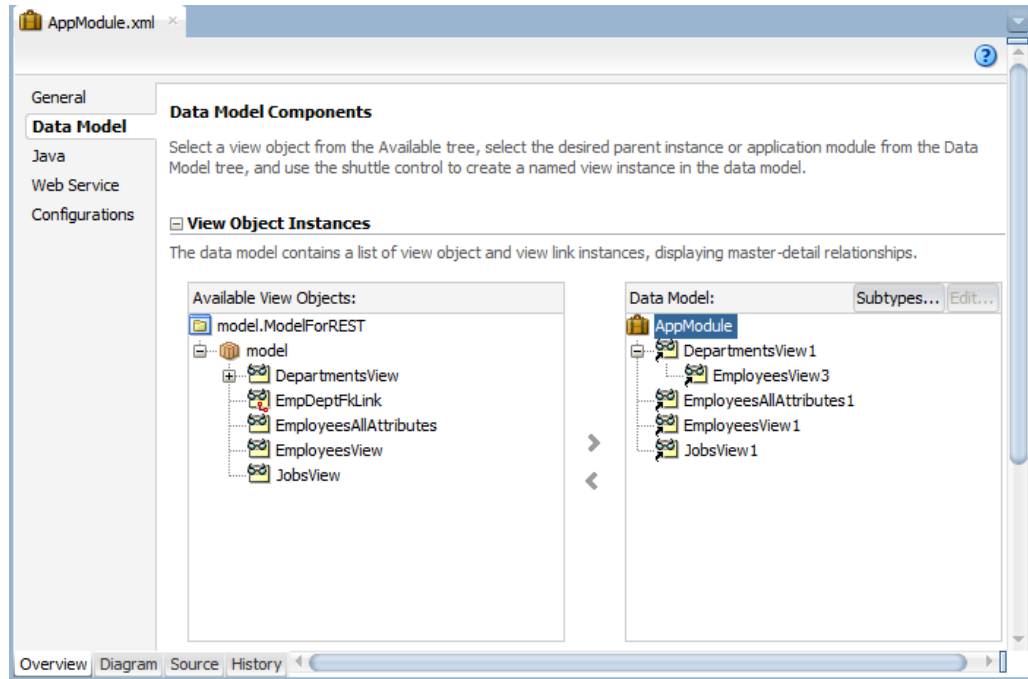 AppModule.xml
General
Data Model
Java
Web Service
Configurations
Data Model Components
Select a view object from the Available tree, select the desired parent instance or application module from the Data
Model tree, and use the shuttle control to create a named view instance in the data model.
View Object Instances
The data model contains a list of view object and view link instances, displaying master-detail relationships.
Available View Objects:
model.ModelForREST
model
DepartmentsView
EmpDeptFkLink
EmployeesAllAttributes
EmployeesView
JobsView
Data Model:
Subtypes...
Edit...
AppModule
DepartmentsView1
EmployeesView3
EmployeesAllAttributes1
EmployeesView1
JobsView1
Overview
Diagram
Source
History